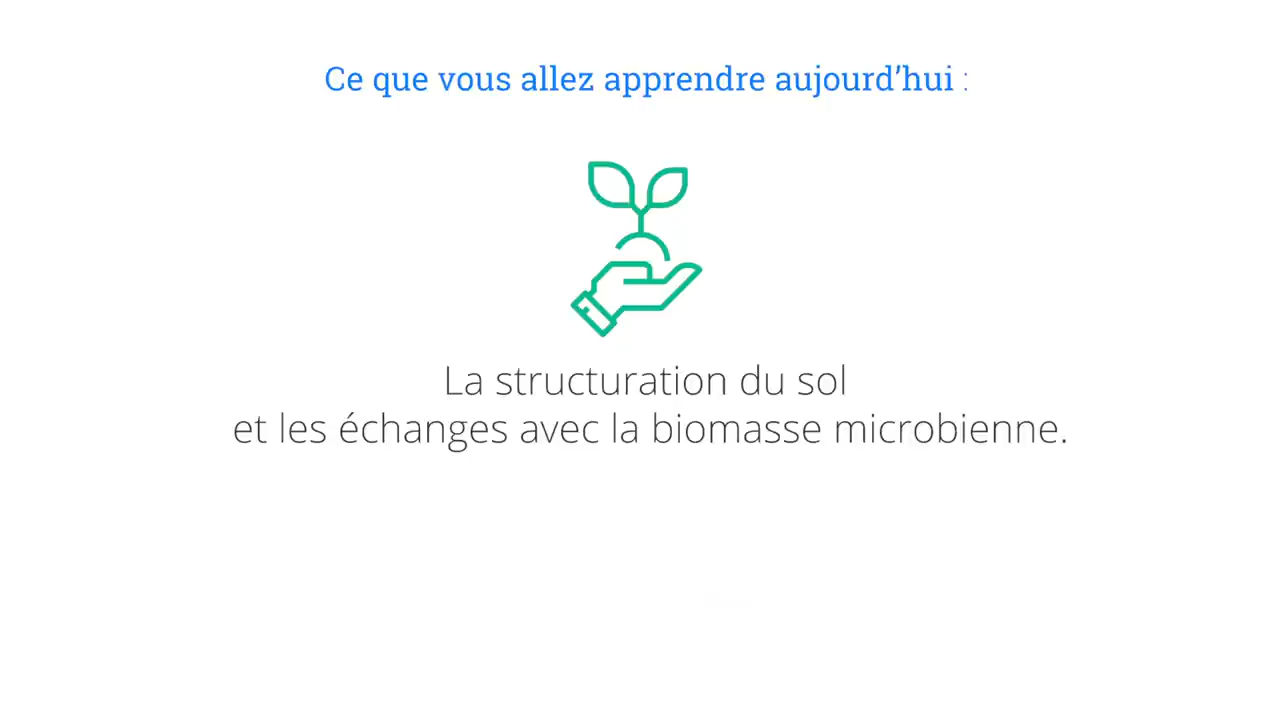 Ce que vous allez apprendre aujourd’hui :
La structuration du sol
et les échanges avec la biomasse microbienne.